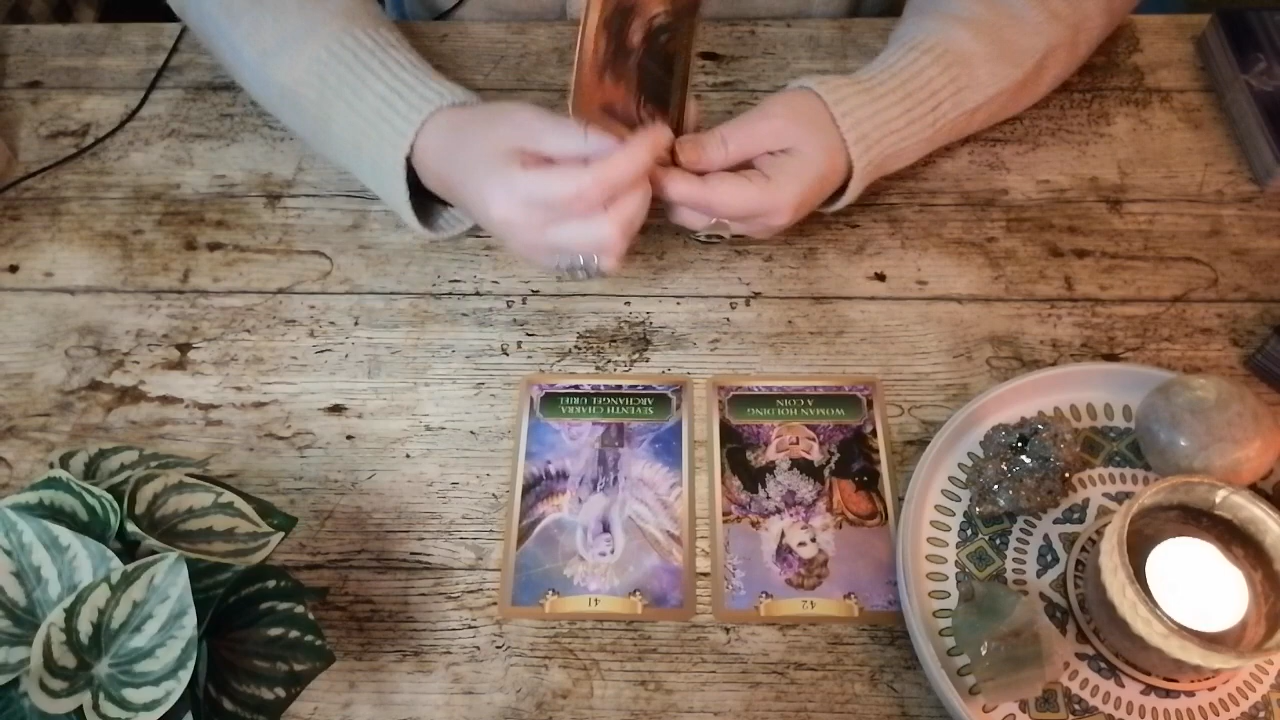 41
SEVENTH CHAKRA
ARCHANGEL URIEL
42
WOMAN HOLDING
A COIN